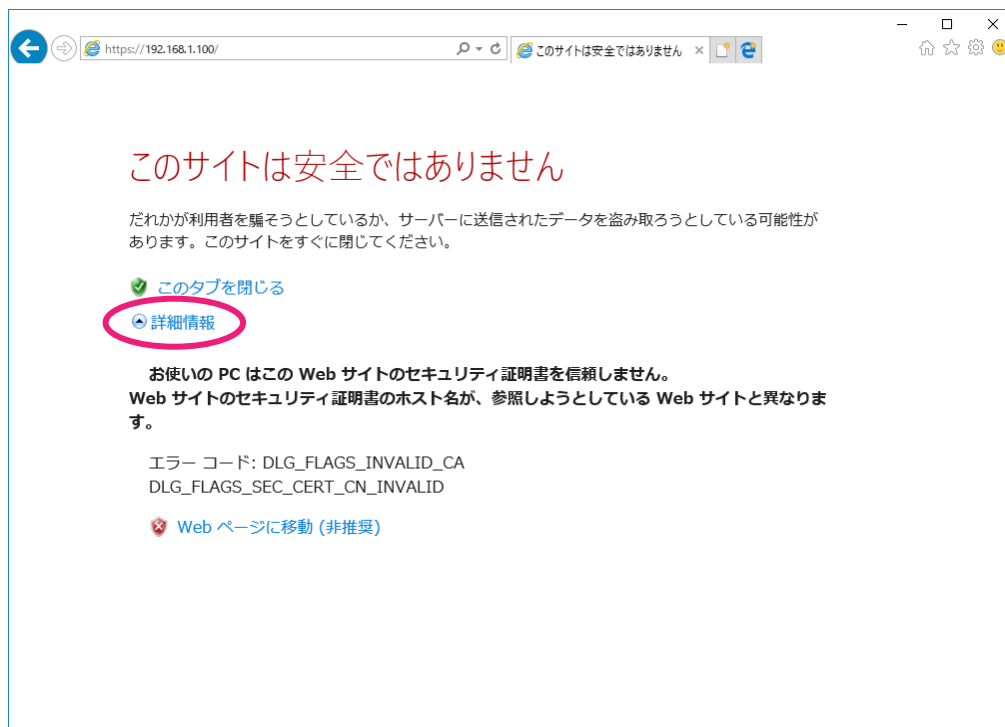 https://192.168.1.100/
このサイトは安全ではありません
このサイトは安全ではありません
だれかが利用者を騙そうとしているか、サーバーに送信されたデータを盗み取ろうとしている可能性が
あります。このサイトをすぐに閉じてください。
このタブを閉じる
詳細情報
お使いの PC はこの Web サイトのセキュリティ証明書を信頼しません。
Web サイトのセキュリティ証明書のホスト名が、参照しようとしている Web サイトと異なりま
す。
エラー コード: DLG_FLAGS_INVALID_CA
DLG_FLAGS_SEC_CERT_CN_INVALID
Web ページに移動 (非推奨)